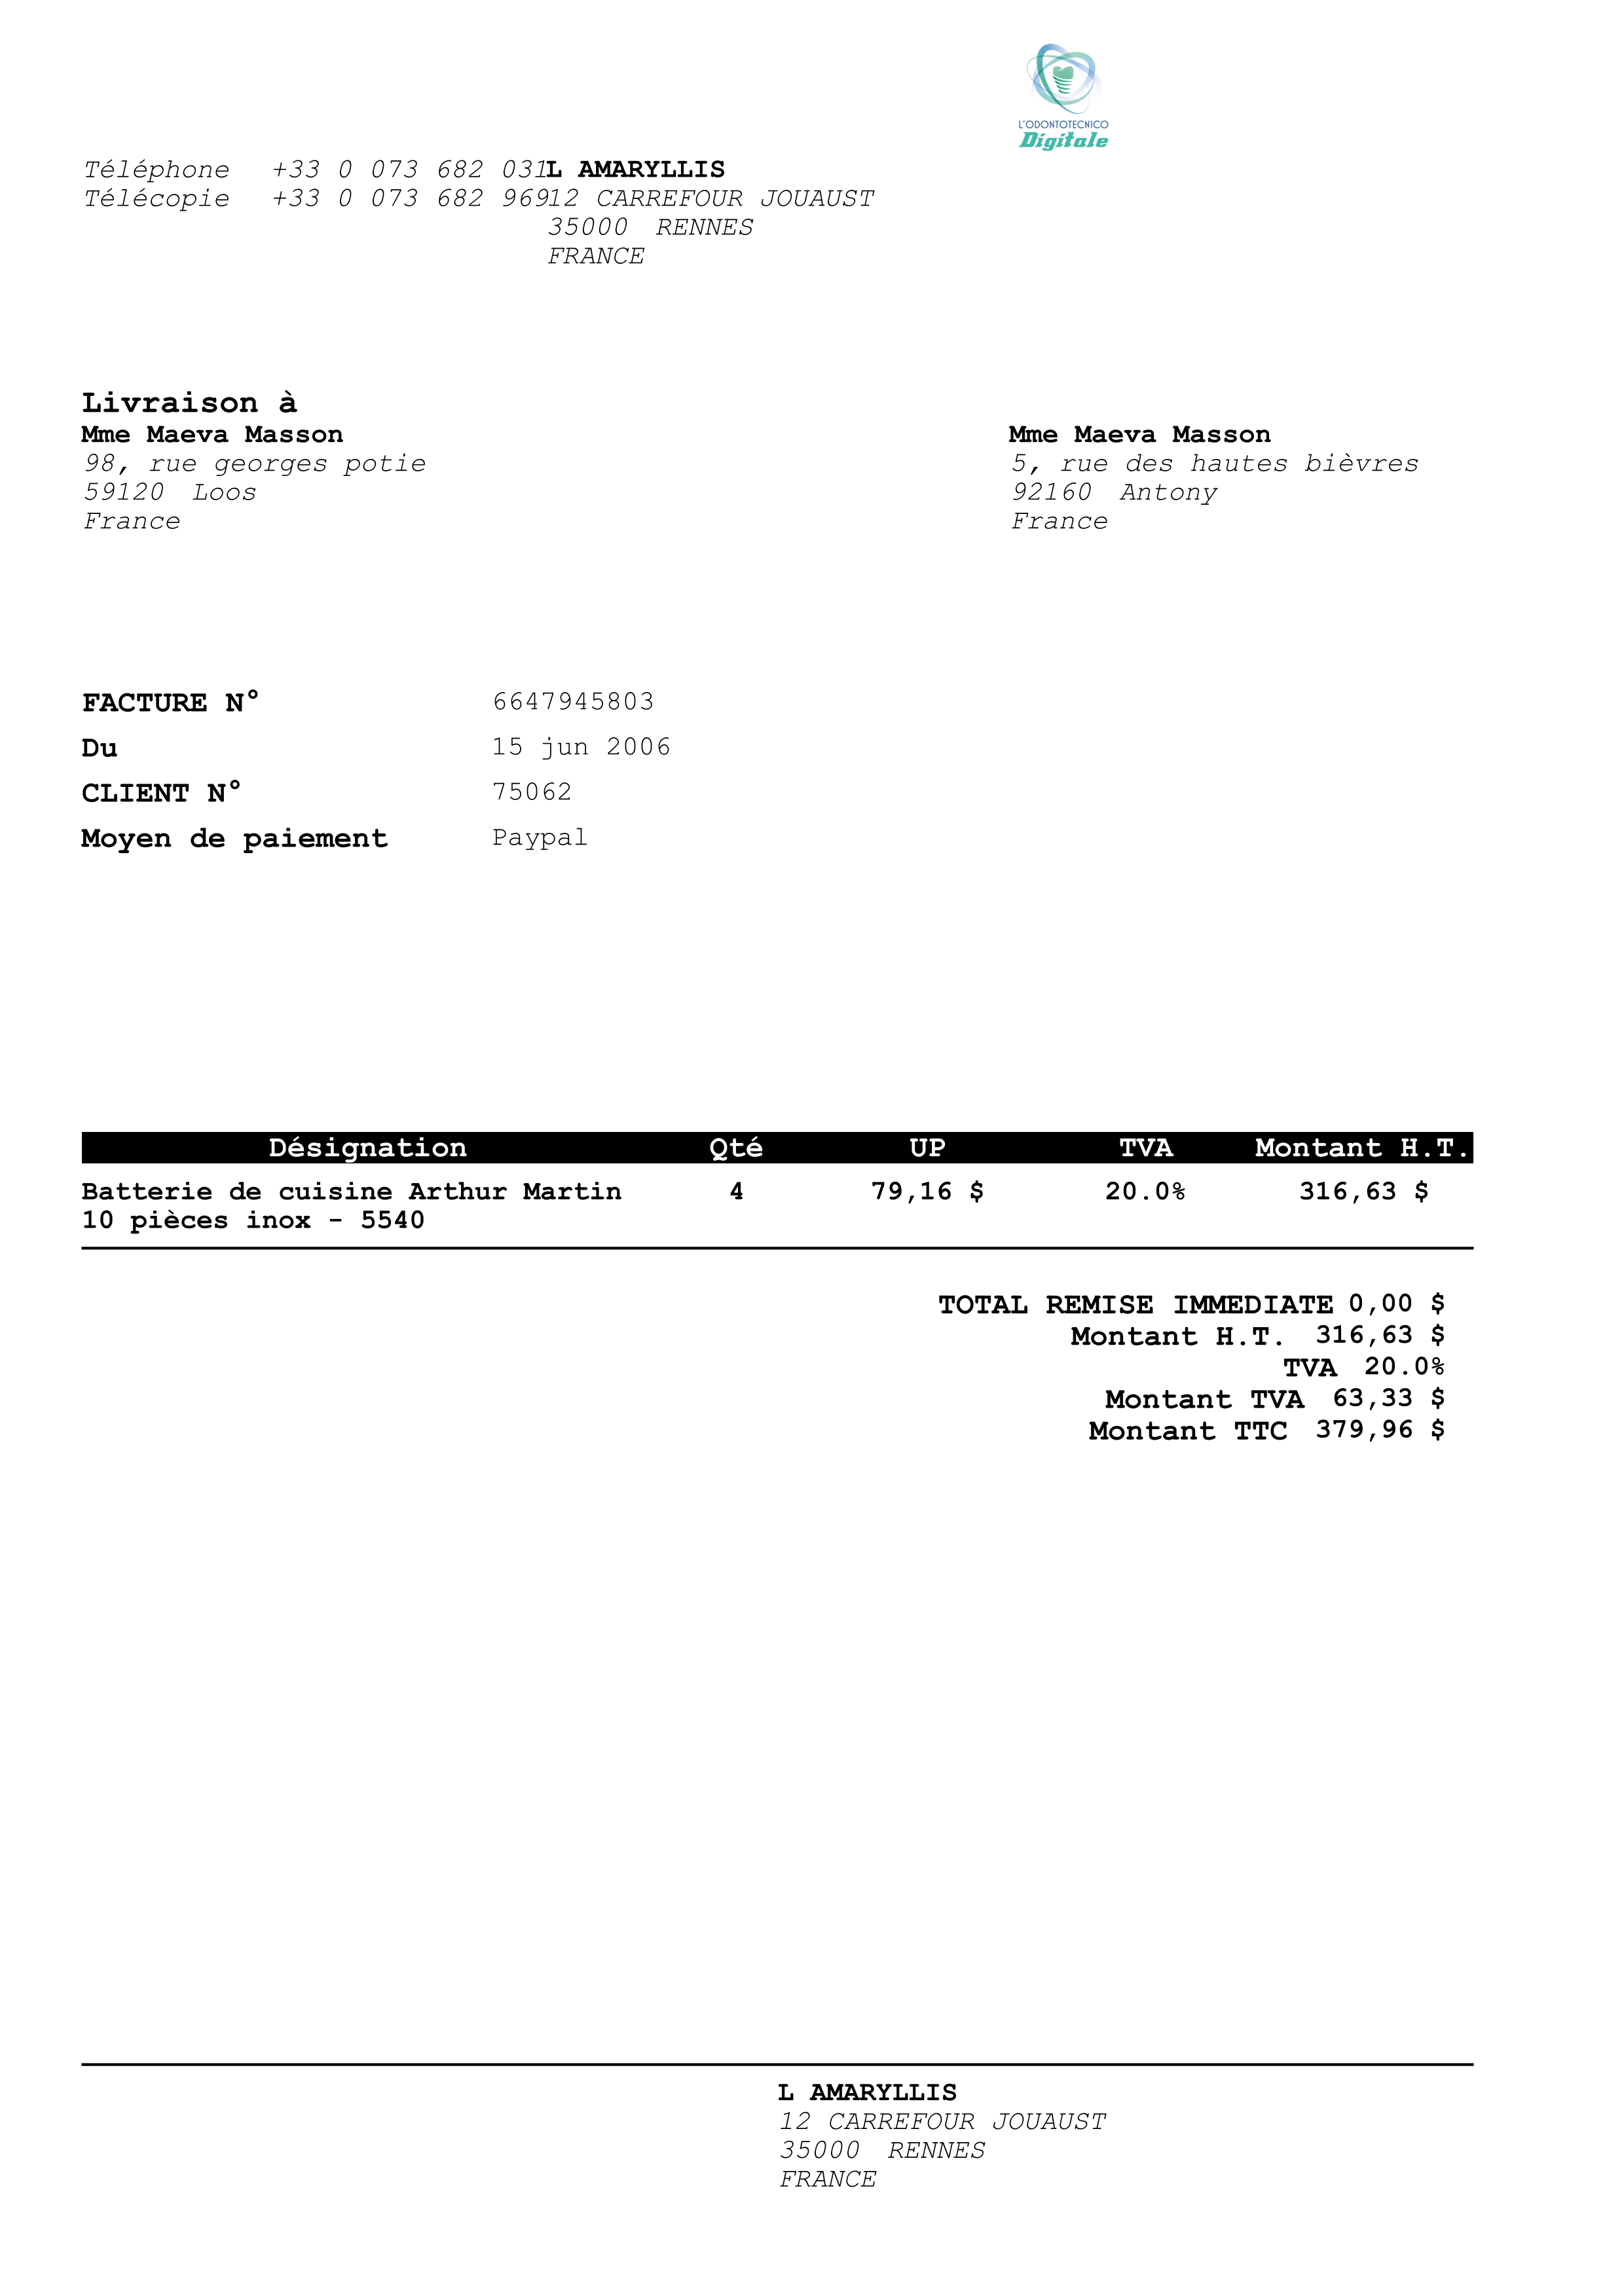 L'ODONTOTECNICO
Digitale
Téléphone +33 0 073 682 031
Télécopie +33 0 073 682 969
L AMARYLLIS
12 CARREFOUR JOUAUST
35000 RENNES
FRANCE
Livraison à
Mme Maeva Masson
98, rue georges potie
59120 Loos
France
Mme Maeva Masson
5, rue des hautes bièvres
92160 Antony
France
FACTURE N° 6647945803
Du 15 jun 2006
CLIENT N° 75062
Moyen de paiement Paypal
Désignation Qté UP TVA Montant H.T.
Batterie de cuisine Arthur Martin 4 79,16 $ 20.0% 316,63 $
10 pièces inox - 5540
TOTAL REMISE IMMEDIATE 0,00 $
Montant H.T. 316,63 $
TVA 20.0%
Montant TVA 63,33 $
Montant TTC 379,96 $
L AMARYLLIS
12 CARREFOUR JOUAUST
35000 RENNES
FRANCE